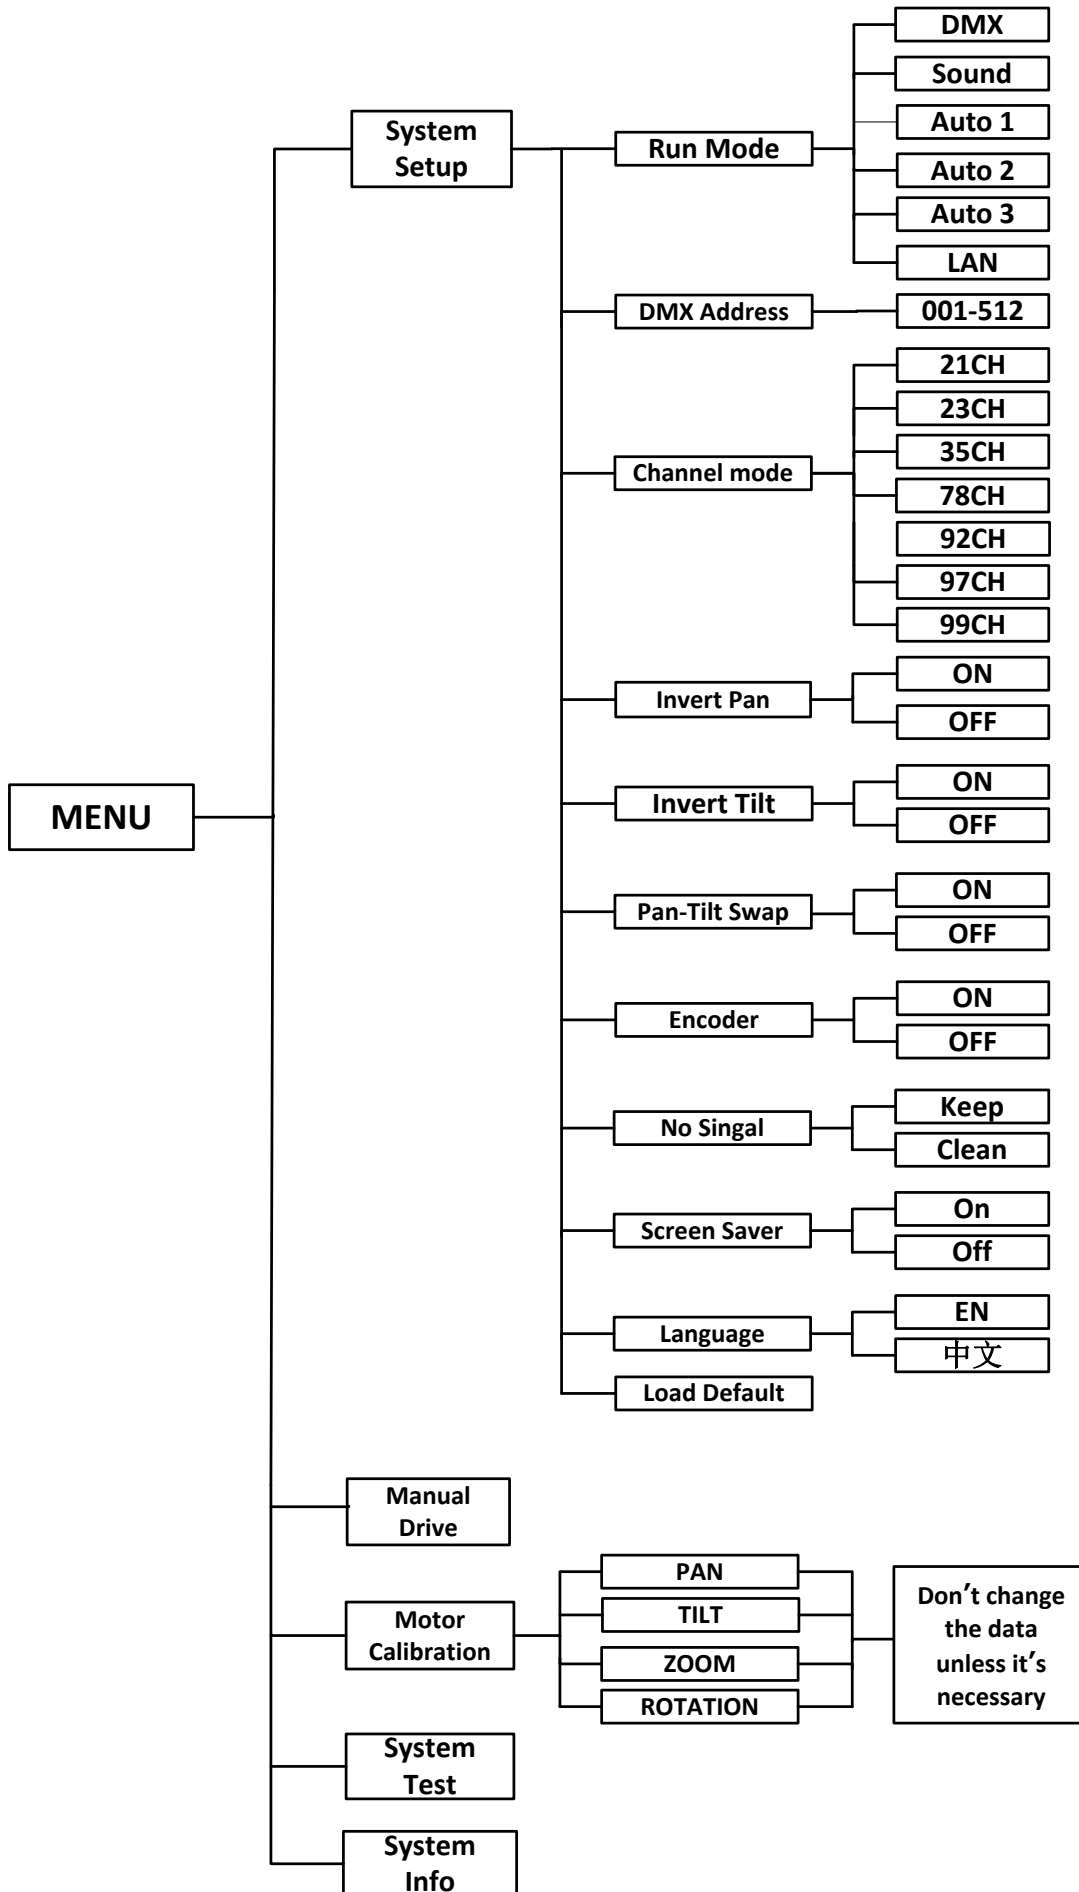 DMX
Sound
System
Setup
Run Mode
Auto 1
Auto 2
Auto 3
LAN
DMX Address
001-512
21CH
23CH
35CH
Channel mode
78CH
92CH
97CH
99CH
Invert Pan
ON
OFF
MENU
Invert Tilt
ON
OFF
Pan-Tilt Swap
ON
OFF
Encoder
ON
OFF
No Singal
Keep
Clean
Screen Saver
On
Off
Language
EN
中文
Load Default
Manual
Drive
Motor
Calibration
PAN
TILT
ZOOM
ROTATION
Don't change
the data
unless it's
necessary
System
Test
System
Info